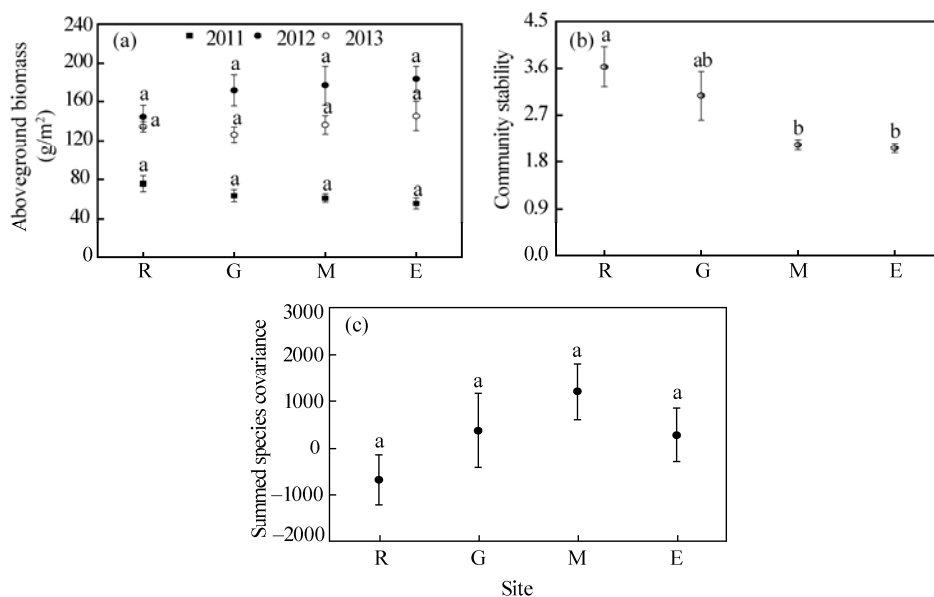 (a) 2011 2012 2013
Aboveground biomass
(g/m²)
240
200
160
120
80
40
0
a a a a
a a a a
a a a a
R G M E
(b)
Community stability
4.5
3.6
2.7
1.8
0.9
0.0
a ab b b
R G M E
(c)
Summed species covariance
3000
2000
1000
0
–1000
–2000
a a a a
R G M E
Site